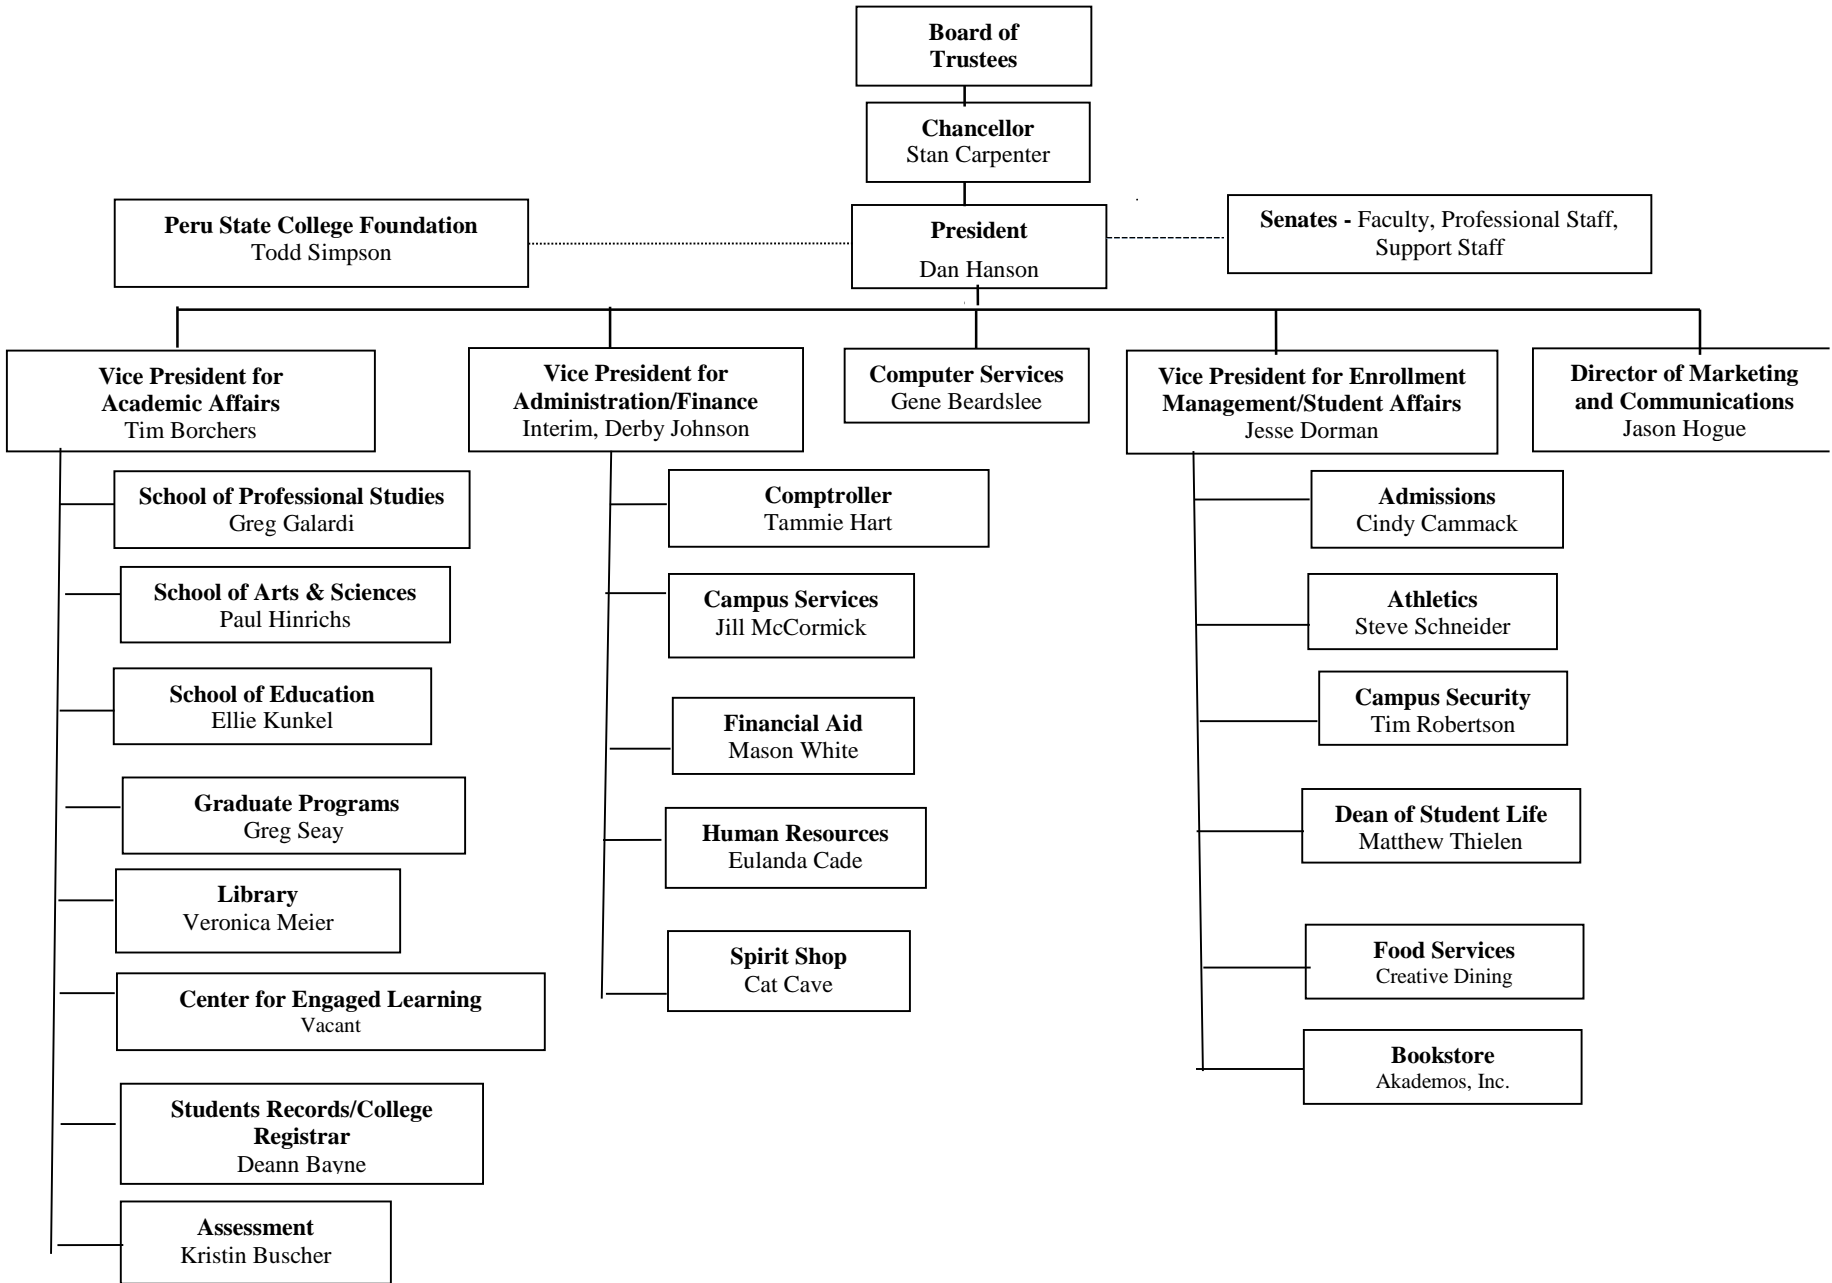 Board of
Trustees
Chancellor
Stan Carpenter
Peru State College Foundation
Todd Simpson
President
Dan Hanson
Senates - Faculty, Professional Staff,
Support Staff
Vice President for
Academic Affairs
Tim Borchers
Vice President for
Administration/Finance
Interim, Derby Johnson
Computer Services
Gene Beardslee
Vice President for Enrollment
Management/Student Affairs
Jesse Dorman
Director of Marketing
and Communications
Jason Hogue
School of Professional Studies
Greg Galardi
School of Arts & Sciences
Paul Hinrichs
School of Education
Ellie Kunkel
Graduate Programs
Greg Seay
Library
Veronica Meier
Center for Engaged Learning
Vacant
Students Records/College
Registrar
Deann Bayne
Assessment
Kristin Buscher
Comptroller
Tammie Hart
Campus Services
Jill McCormick
Financial Aid
Mason White
Human Resources
Eulanda Cade
Spirit Shop
Cat Cave
Admissions
Cindy Cammack
Athletics
Steve Schneider
Campus Security
Tim Robertson
Dean of Student Life
Matthew Thielen
Food Services
Creative Dining
Bookstore
Akademos, Inc.